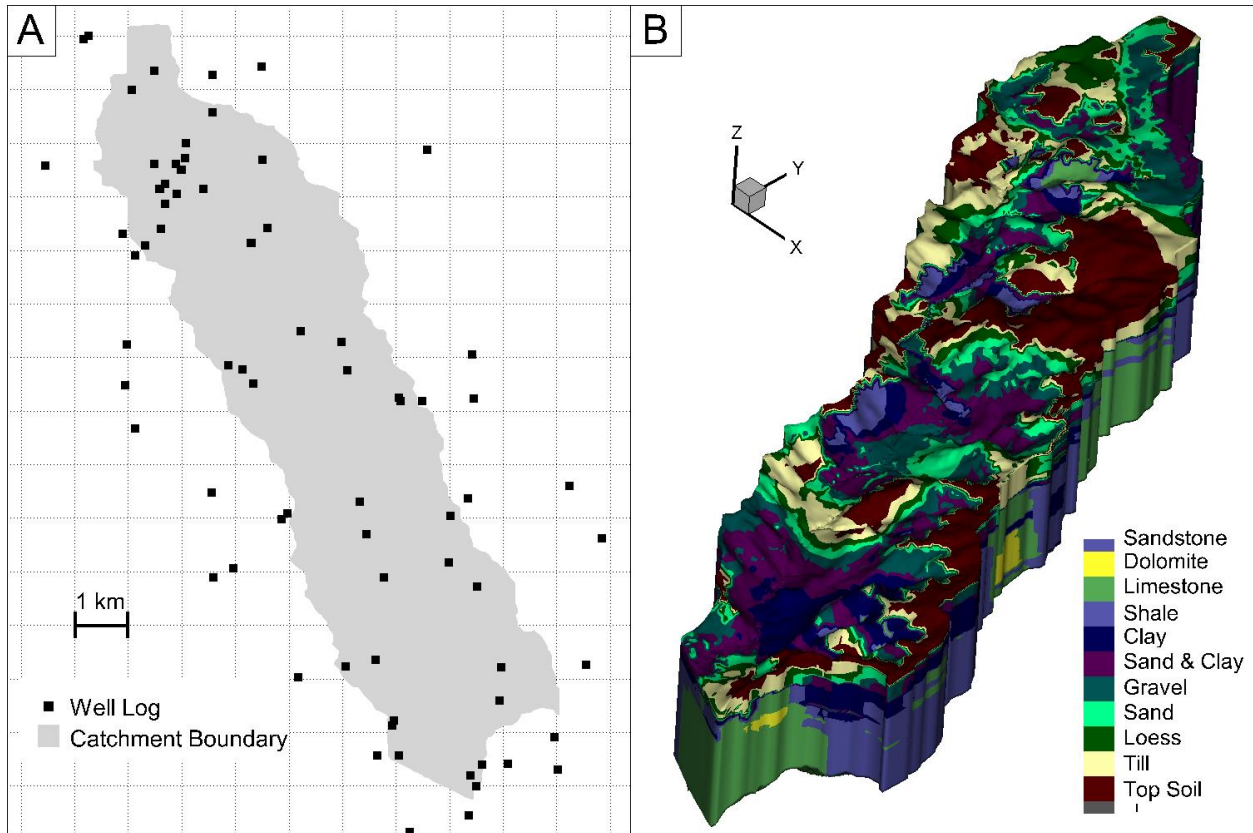 A
1 km
Well Log
Catchment Boundary
B
Z
Y
X
Sandstone
Dolomite
Limestone
Shale
Clay
Sand & Clay
Gravel
Sand
Loess
Till
Top Soil